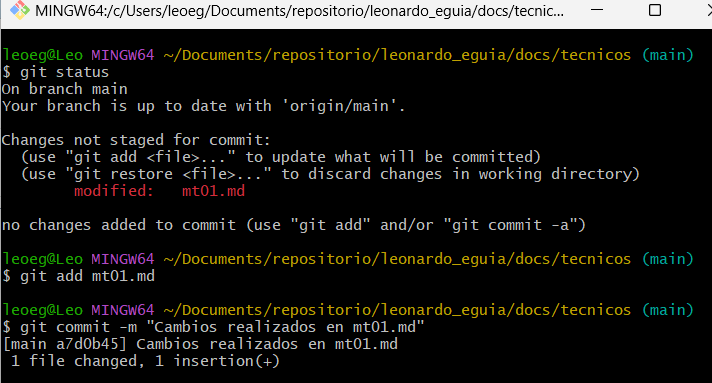 MINGW64:/c/Users/leoeg/Documents/repositorio/leonardo_eguia/docs/tecnic...
leoeg@Leo MINGW64 ~/Documents/repositorio/leonardo_eguia/docs/tecnicos (main)
$ git status
On branch main
Your branch is up to date with 'origin/main'.
Changes not staged for commit:
  (use "git add <file>..." to update what will be committed)
  (use "git restore <file>..." to discard changes in working directory)
        modified:   mt01.md
no changes added to commit (use "git add" and/or "git commit -a")
leoeg@Leo MINGW64 ~/Documents/repositorio/leonardo_eguia/docs/tecnicos (main)
$ git add mt01.md
leoeg@Leo MINGW64 ~/Documents/repositorio/leonardo_eguia/docs/tecnicos (main)
$ git commit -m "Cambios realizados en mt01.md"
[main a7d0b45] Cambios realizados en mt01.md
 1 file changed, 1 insertion(+)